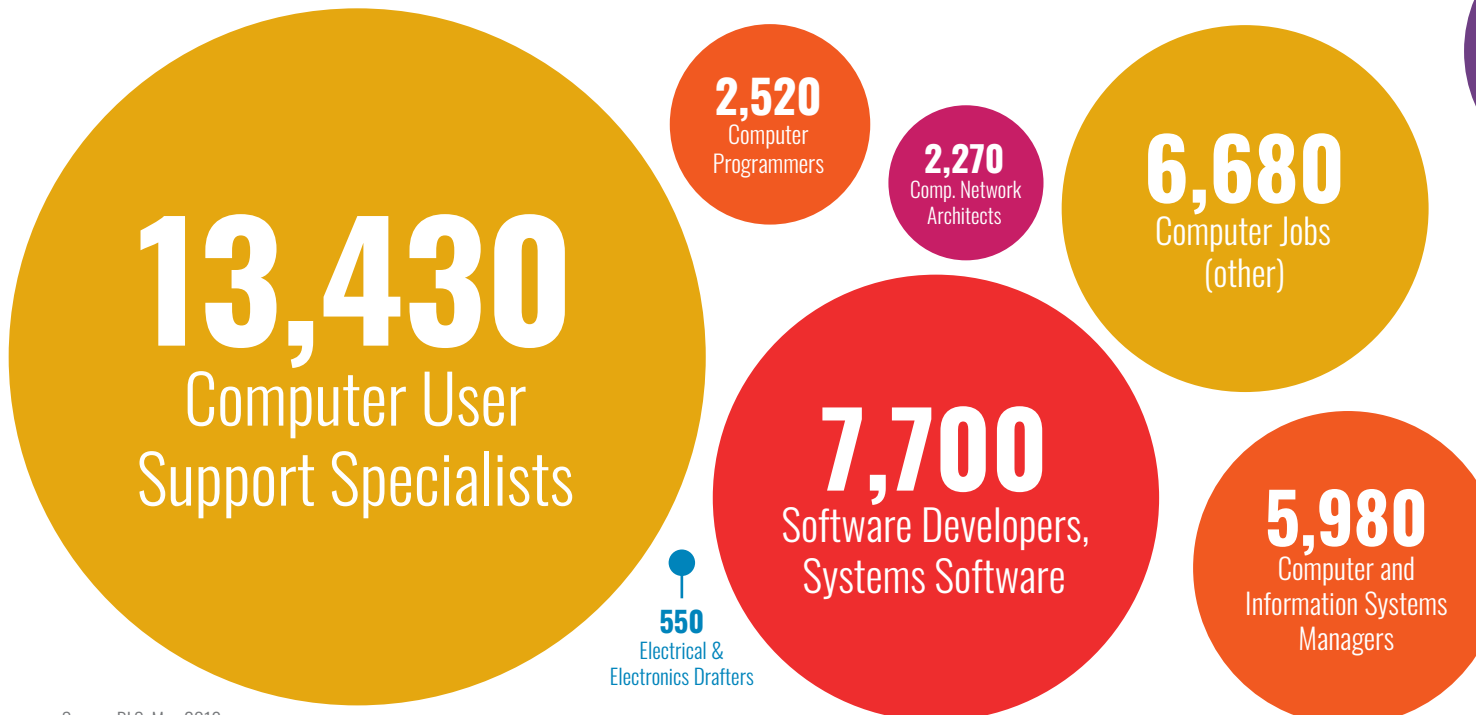 13,430
Computer User
Support Specialists
2,520
Computer
Programmers
2,270
Comp. Network
Architects
6,680
Computer Jobs
(other)
7,700
Software Developers,
Systems Software
550
Electrical &
Electronics Drafters
5,980
Computer and
Information Systems
Managers